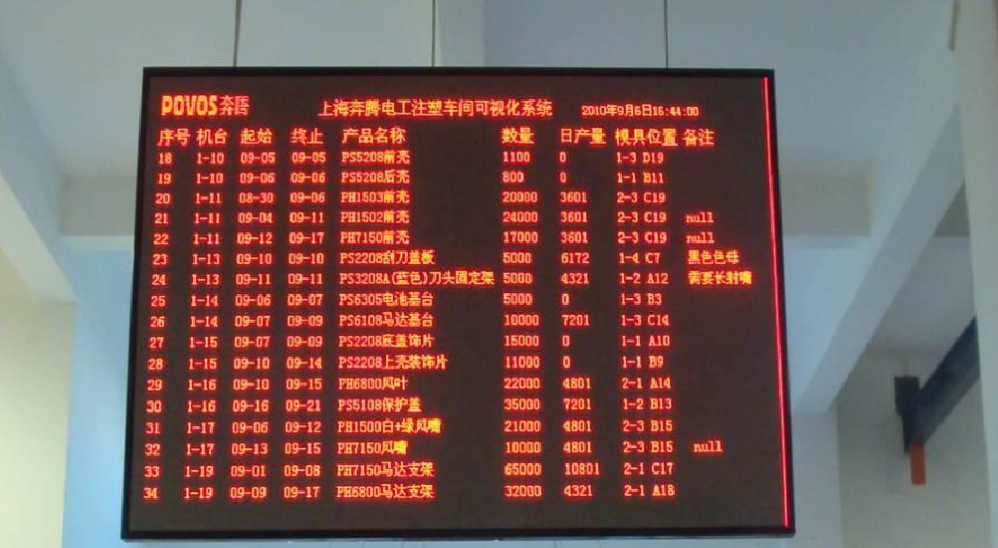 POVOS奔腾 上海奔腾电工注塑车间可视化系统 2010年9月6日16:44:00
序号 机台 起始 终止 产品名称 数量 日产量 模具位置 备注
18 1-10 09-05 09-05 PS5208前壳 1100 0 1-3 D19
19 1-10 09-06 09-06 PS5208后壳 800 0 1-1 B11
20 1-11 08-30 09-06 PH1503前壳 20000 3601 2-3 C19
21 1-11 09-04 09-11 PH1502前壳 24000 3601 2-3 C19 null
22 1-11 09-12 09-17 PH7150前壳 17000 3601 2-3 C19 null
23 1-13 09-10 09-10 PS2208刮刀盖板 5000 6172 1-4 C7 黑色色母
24 1-13 09-11 09-11 PS3208A(蓝色)刀头固定架 5000 4321 1-2 A12 需要长射嘴
25 1-14 09-06 09-07 PS6305电池基台 5000 0 1-3 B3
26 1-14 09-07 09-09 PS6108马达基台 10000 7201 1-3 C14
27 1-15 09-07 09-09 PS2208底盖饰片 15000 0 1-1 A10
28 1-15 09-10 09-14 PS2208上壳装饰片 11000 0 1-1 B9
29 1-16 09-10 09-15 PH6800风叶 22000 4801 2-1 A14
30 1-16 09-16 09-21 PS5108保护盖 35000 7201 1-2 B13
31 1-17 09-06 09-12 PH1500白+绿风嘴 21000 4801 2-3 B15
32 1-17 09-13 09-15 PH7150风嘴 10000 4801 2-3 B15 null
33 1-19 09-01 09-08 PH7150马达支架 65000 10801 2-1 C17
34 1-19 09-09 09-17 PH6800马达支架 32000 4321 2-1 A18